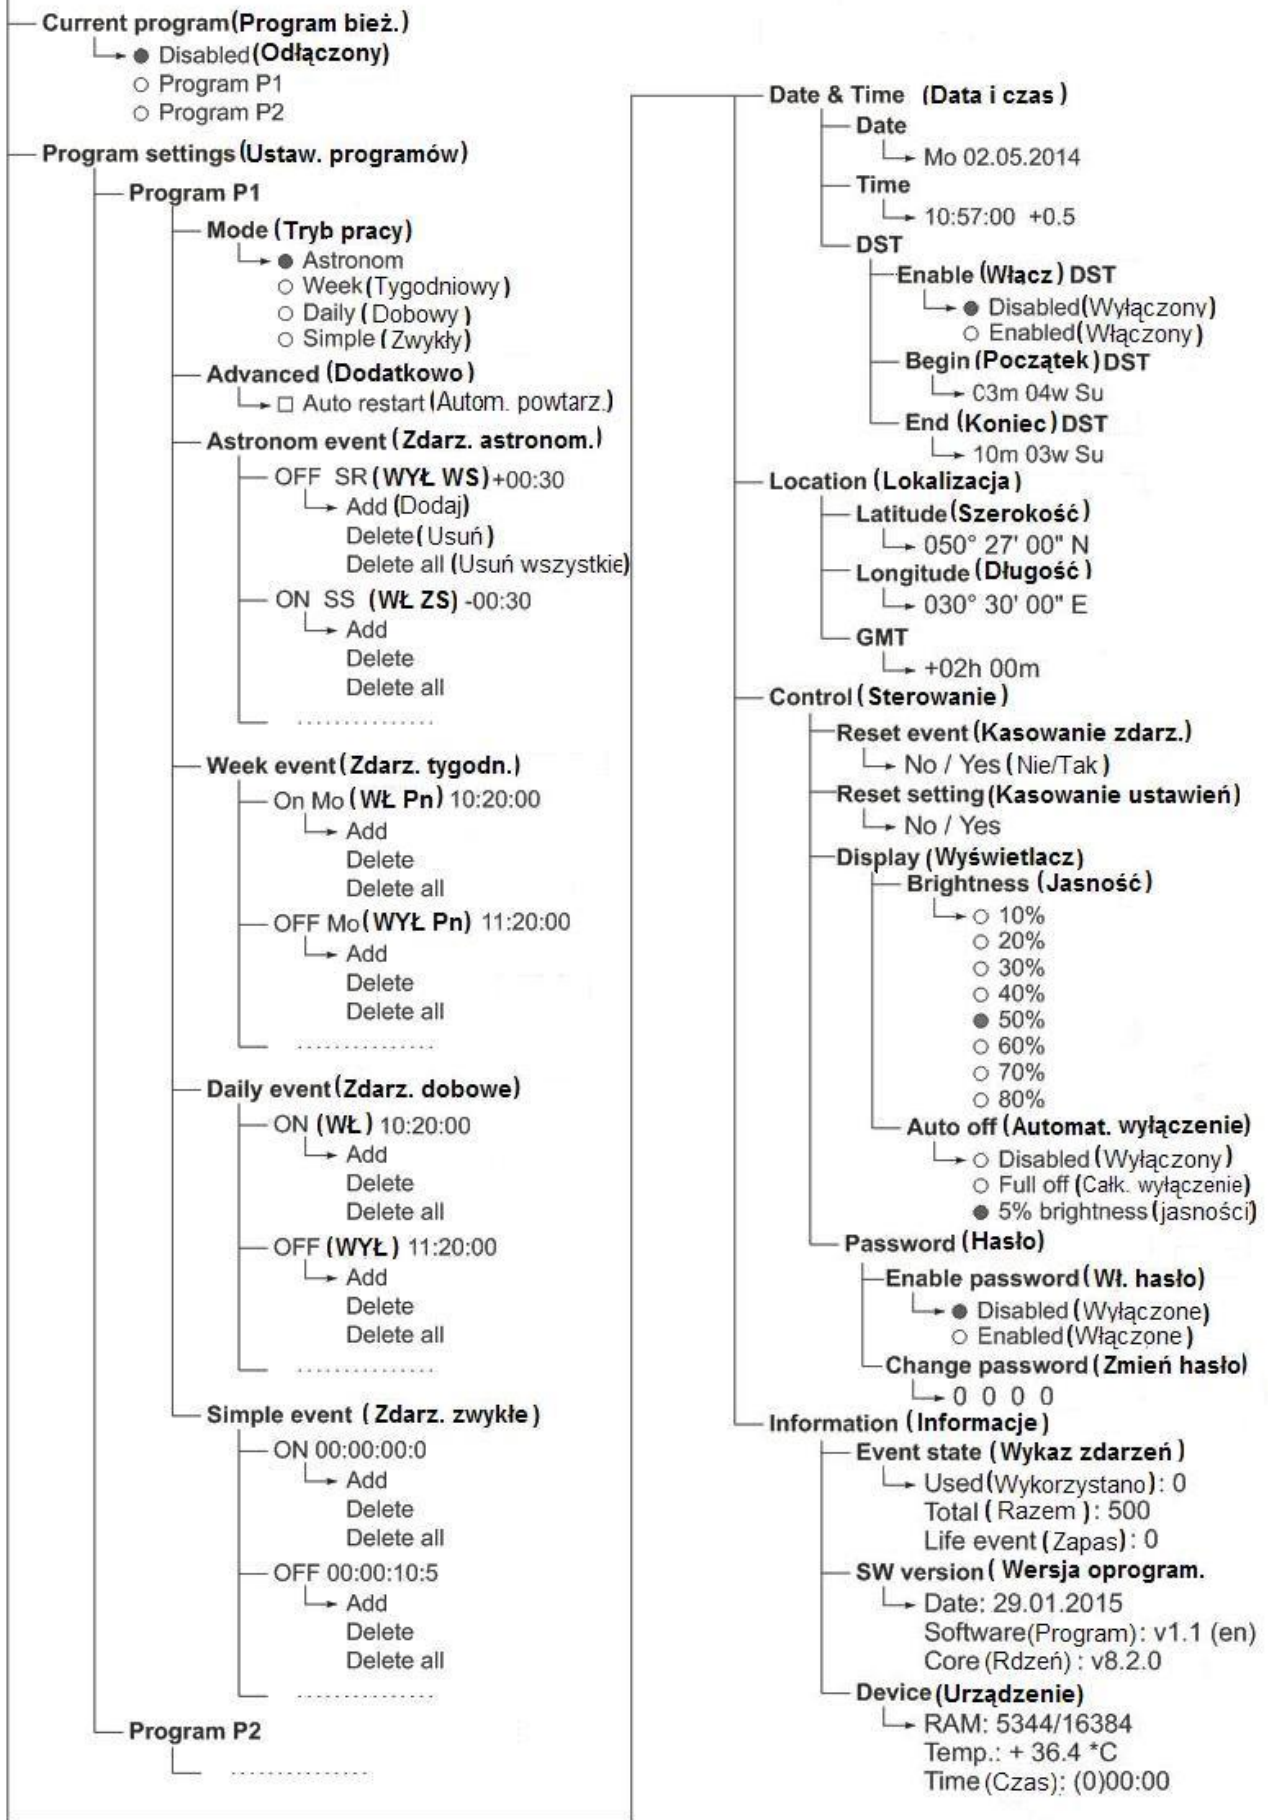 Current program(Program bież.)
Disabled(Odłączony)
Program P1
Program P2
Program settings(Ustaw. programów)
Program P1
Mode (Tryb pracy)
Astronom
Week(Tygodniowy)
Daily (Dobowy)
Simple (Zwykły)
Advanced (Dodatkowo)
Auto restart (Autom. powtarz.)
Astronom event (Zdarz. astronom.)
OFF SR (WYŁ WS)+00:30
Add (Dodaj)
Delete(Usuń)
Delete all (Usuń wszystkie)
ON SS (WŁ ZS) -00:30
Add
Delete
Delete all
................
Week event(Zdarz. tygodn.)
On Mo (WŁ Pn) 10:20:00
Add
Delete
Delete all
OFF Mo(WYŁ Pn) 11:20:00
Add
Delete
Delete all
................
Daily event(Zdarz. dobowe)
ON (WŁ) 10:20:00
Add
Delete
Delete all
OFF (WYŁ) 11:20:00
Add
Delete
Delete all
................
Simple event (Zdarz. zwykłe)
ON 00:00:00:0
Add
Delete
Delete all
OFF 00:00:10:5
Add
Delete
Delete all
................
Program P2
................
Date & Time (Data i czas)
Date
Mo 02.05.2014
Time
10:57:00 +0.5
DST
Enable (Włacz) DST
Disabled(Wyłączony)
Enabled(Włączony)
Begin (Początek) DST
03m 04w Su
End (Koniec) DST
10m 03w Su
Location (Lokalizacja)
Latitude(Szerokość)
050° 27' 00" N
Longitude (Długość)
030° 30' 00" E
GMT
+02h 00m
Control (Sterowanie)
Reset event (Kasowanie zdarz.)
No / Yes (Nie/Tak)
Reset setting(Kasowanie ustawień)
No / Yes
Display (Wyświetlacz)
Brightness (Jasność)
10%
20%
30%
40%
50%
60%
70%
80%
Auto off (Automat. wyłączenie)
Disabled (Wyłączony)
Full off (Całk. wyłączenie)
5% brightness (jasności)
Password (Hasło)
Enable password (Wł. hasło)
Disabled (Wyłączone)
Enabled (Włączone)
Change password (Zmień hasło)
0 0 0 0
Information (Informacje)
Event state (Wykaz zdarzeń)
Used(Wykorzystano): 0
Total (Razem): 500
Life event (Zapas): 0
SW version( Wersja oprogram.
Date: 29.01.2015
Software(Program): v1.1 (en)
Core (Rdzeń) : v8.2.0
Device (Urządzenie)
RAM: 5344/16384
Temp.: + 36.4 *C
Time (Czas): (0)00:00